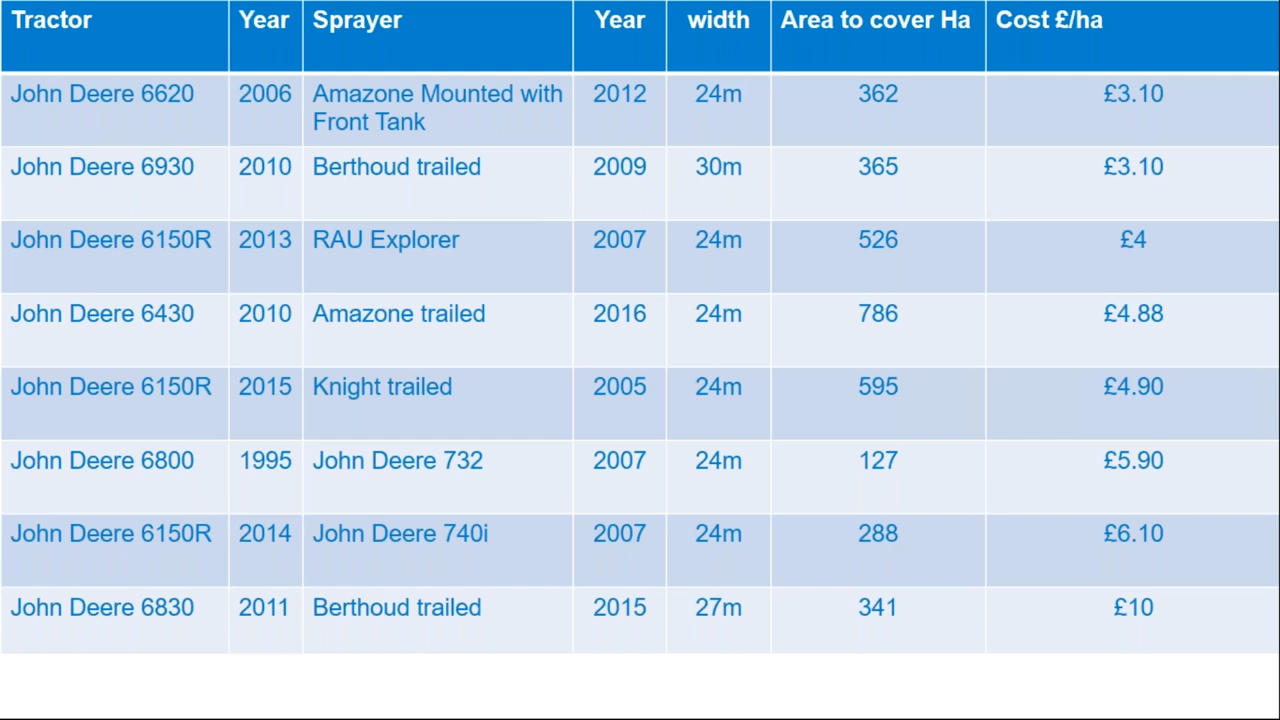 Tractor Year Sprayer Year width Area to cover Ha Cost £/ha
John Deere 6620 2006 Amazone Mounted with 2012 24m 362 £3.10
Front Tank
John Deere 6930 2010 Berthoud trailed 2009 30m 365 £3.10
John Deere 6150R 2013 RAU Explorer 2007 24m 526 £4
John Deere 6430 2010 Amazone trailed 2016 24m 786 £4.88
John Deere 6150R 2015 Knight trailed 2005 24m 595 £4.90
John Deere 6800 1995 John Deere 732 2007 24m 127 £5.90
John Deere 6150R 2014 John Deere 740i 2007 24m 288 £6.10
John Deere 6830 2011 Berthoud trailed 2015 27m 341 £10